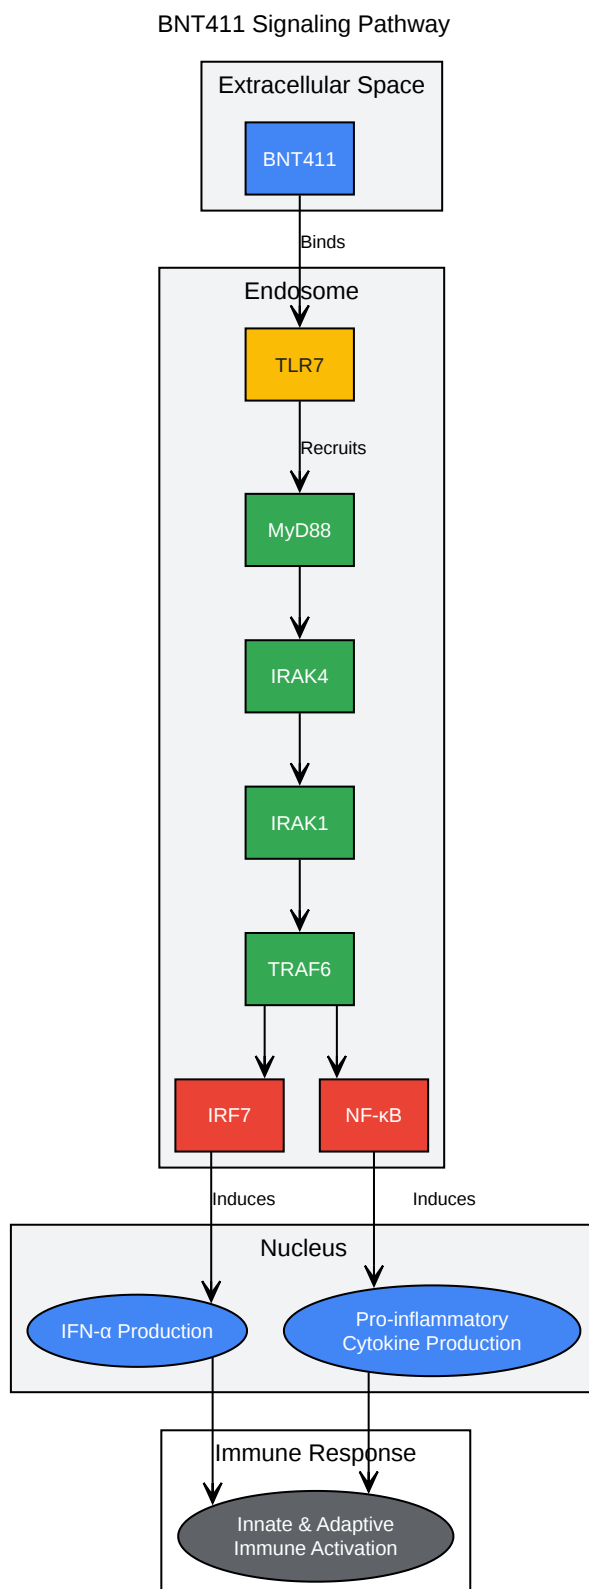 BNT411 Signaling Pathway
Extracellular Space
BNT411
Binds
Endosome
TLR7
Recruits
MyD88
IRAK4
IRAK1
TRAF6
IRF7
NF-κB
Induces
Induces
Nucleus
IFN-α Production
Pro-inflammatory
Cytokine Production
Immune Response
Innate & Adaptive
Immune Activation